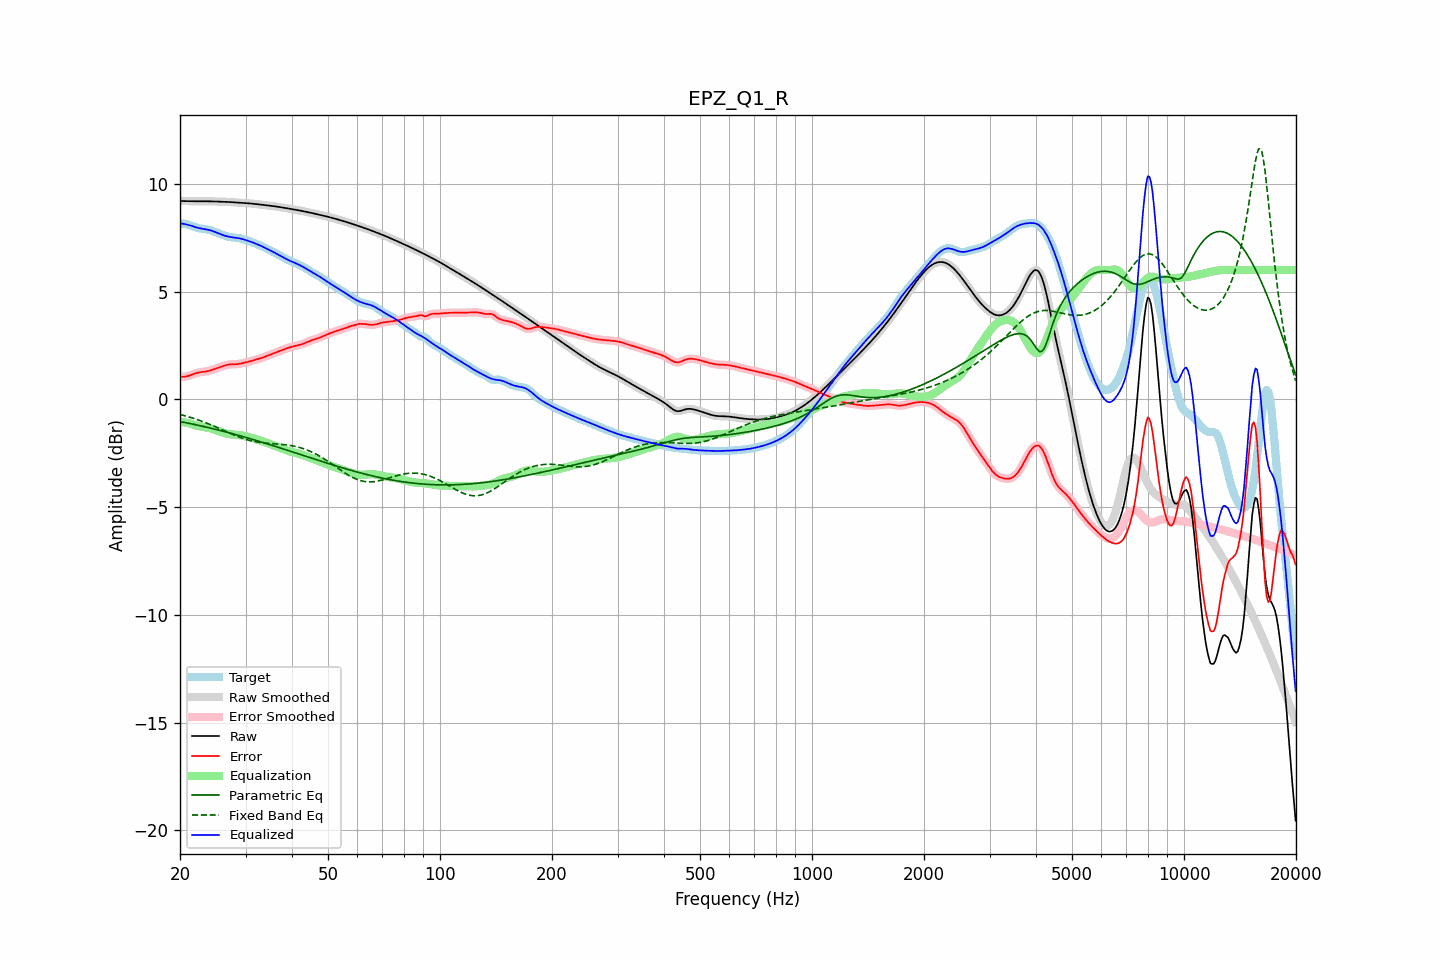 EPZ_Q1_R
Amplitude (dBr)
10
5
0
−5
−10
−15
−20
Target
Raw Smoothed
Error Smoothed
Raw
Error
Equalization
Parametric Eq
Fixed Band Eq
Equalized
20 50 100 200 500 1000 2000 5000 10000 20000
Frequency (Hz)